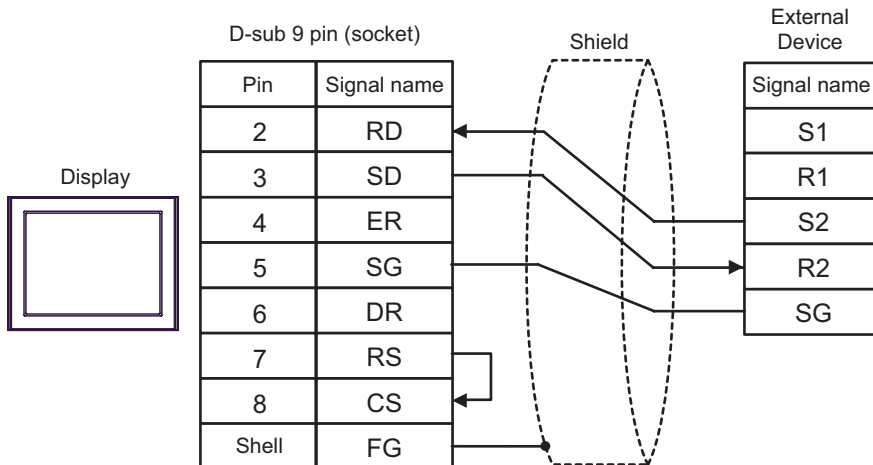 D-sub 9 pin (socket)
Shield
External
Device
Pin Signal name
Signal name
2 RD
S1
3 SD
R1
Display
4 ER
S2
5 SG
R2
6 DR
SG
7 RS
8 CS
Shell FG